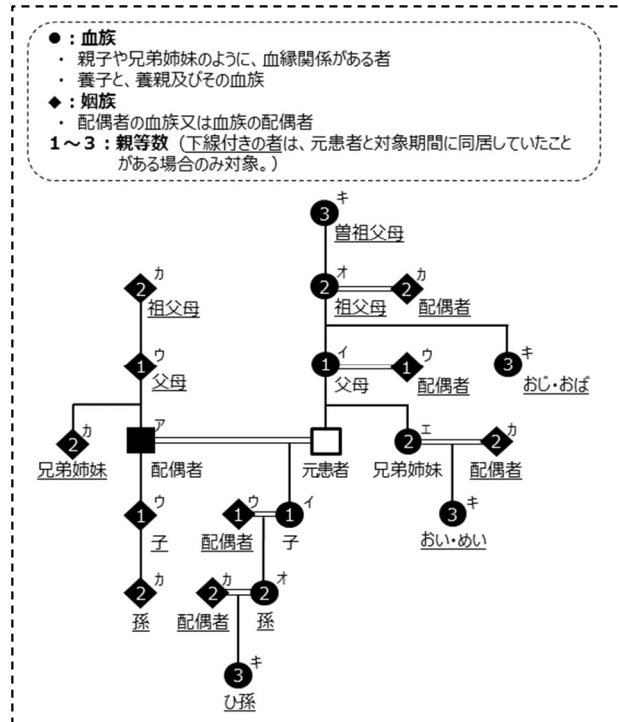 ●:血族
・ 親子や兄弟姉妹のように、血縁関係がある者
・ 養子と、養親及びその血族
◆:姻族
・ 配偶者の血族又は血族の配偶者
1~3:親等数(下線付きの者は、元患者と対象期間に同居していたこと
がある場合のみ対象。)
3 キ
曽祖父母
2 カ 2 オ 2 カ
祖父母 祖父母 配偶者
1 ウ 1 イ 1 ウ 3 キ
父母 父母 配偶者 おじ・おば
2 カ ア 2 エ 2 カ
兄弟姉妹 配偶者 元患者 兄弟姉妹 配偶者
1 ウ 1 ウ 1 イ 3 キ
子 配偶者 子 おい・めい
2 カ 2 カ 2 オ
孫 配偶者 孫
3 キ
ひ孫